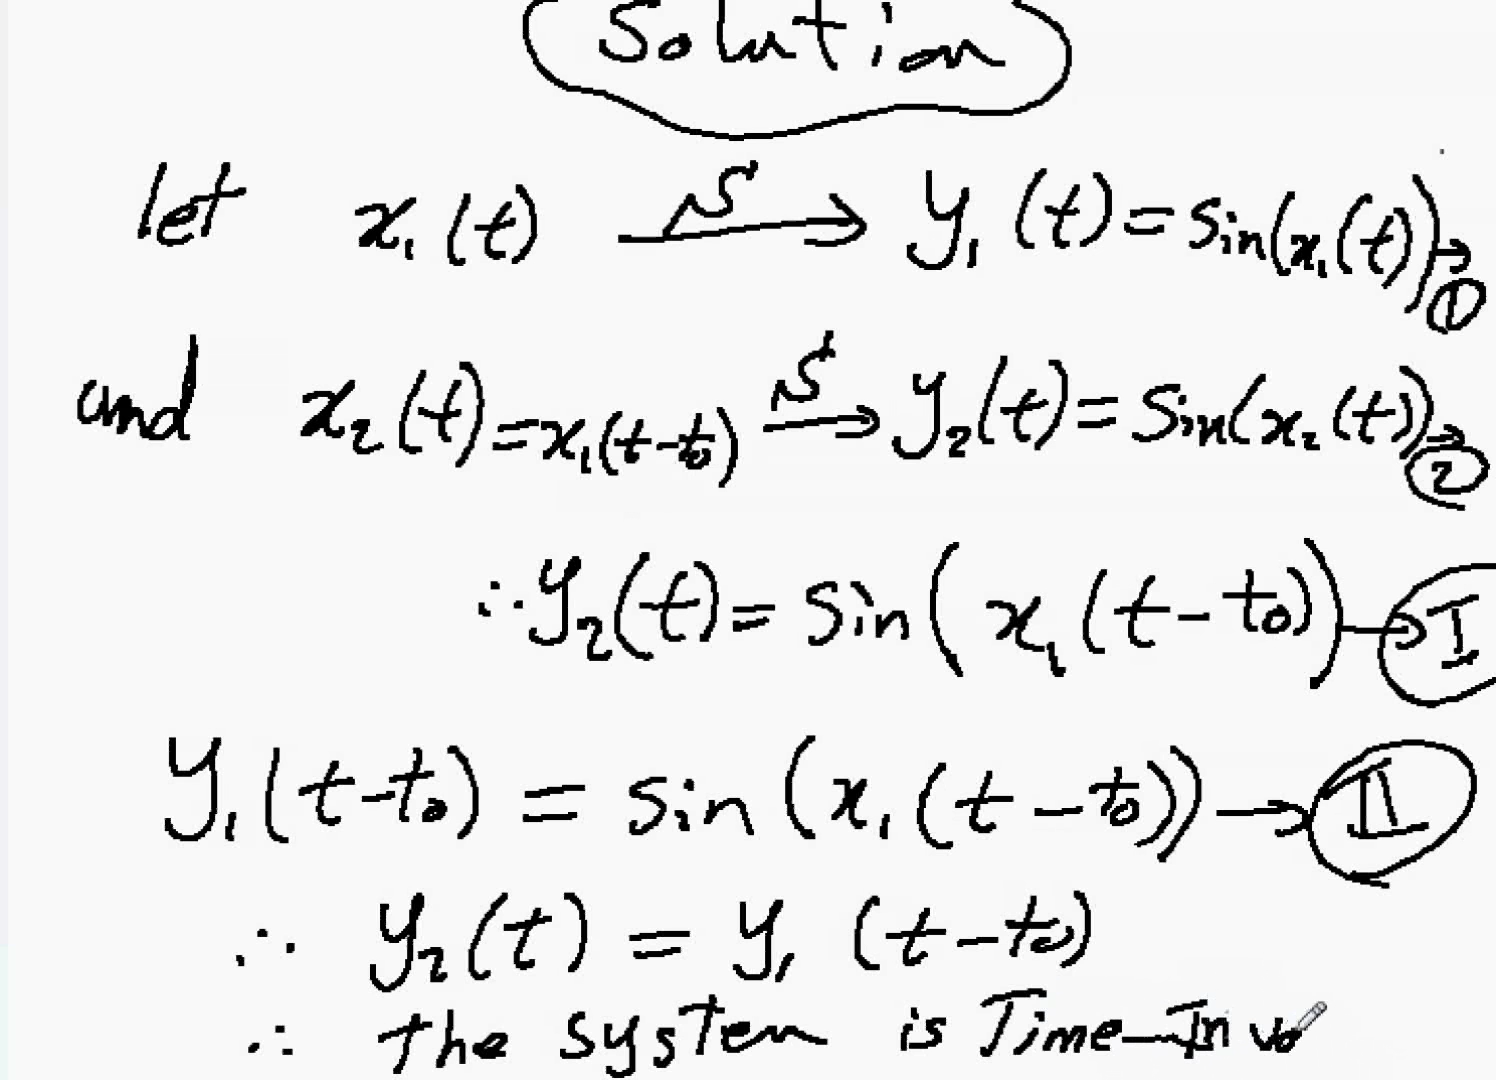 Solution
let x₁(t) S→ y₁(t) = sin(x₁(t)) → ①
and x₂(t) = x₁(t-t₀) S→ y₂(t) = sin(x₂(t)) → ②
∴ y₂(t) = sin(x₁(t-t₀)) → Ⓘ
y₁(t-t₀) = sin(x₁(t-t₀)) → II
∴ y₂(t) = y₁(t-t₀)
∴ the system is Time-Inva